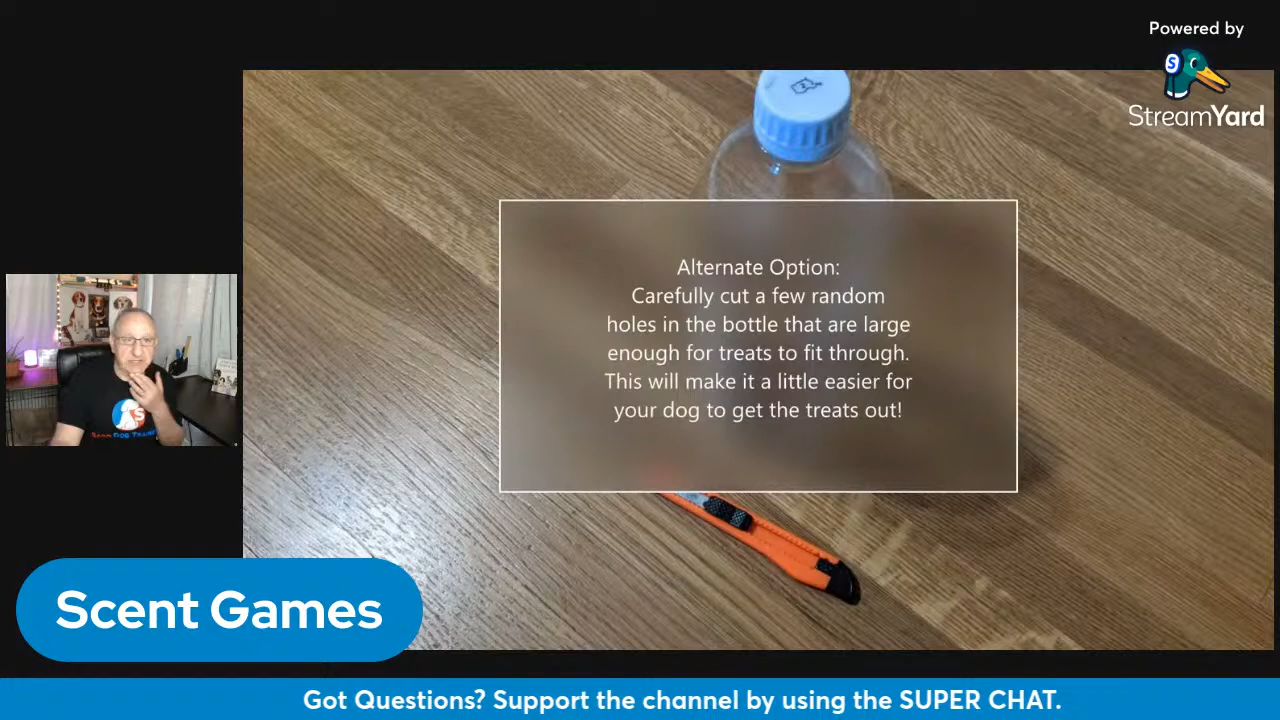 Powered by
StreamYard
Alternate Option:
Carefully cut a few random
holes in the bottle that are large
enough for treats to fit through.
This will make it a little easier for
your dog to get the treats out!
Scent Games
Got Questions? Support the channel by using the SUPER CHAT.